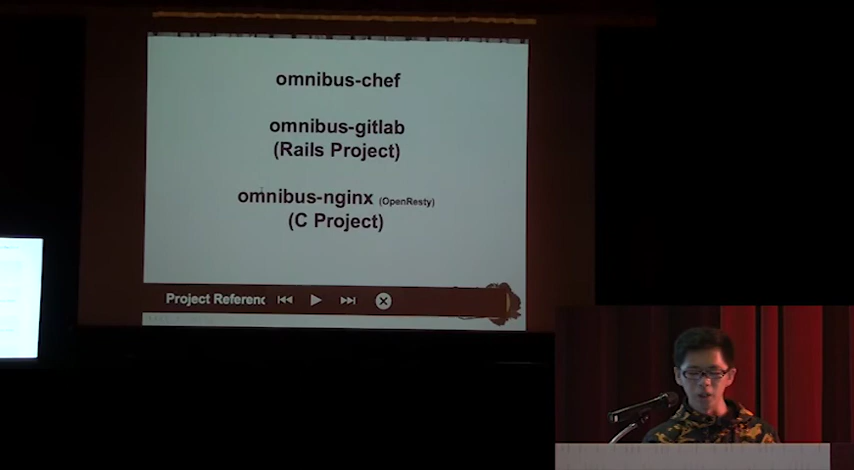 omnibus-chef
omnibus-gitlab
(Rails Project)
omnibus-nginx (OpenResty)
(C Project)
Project Referenc